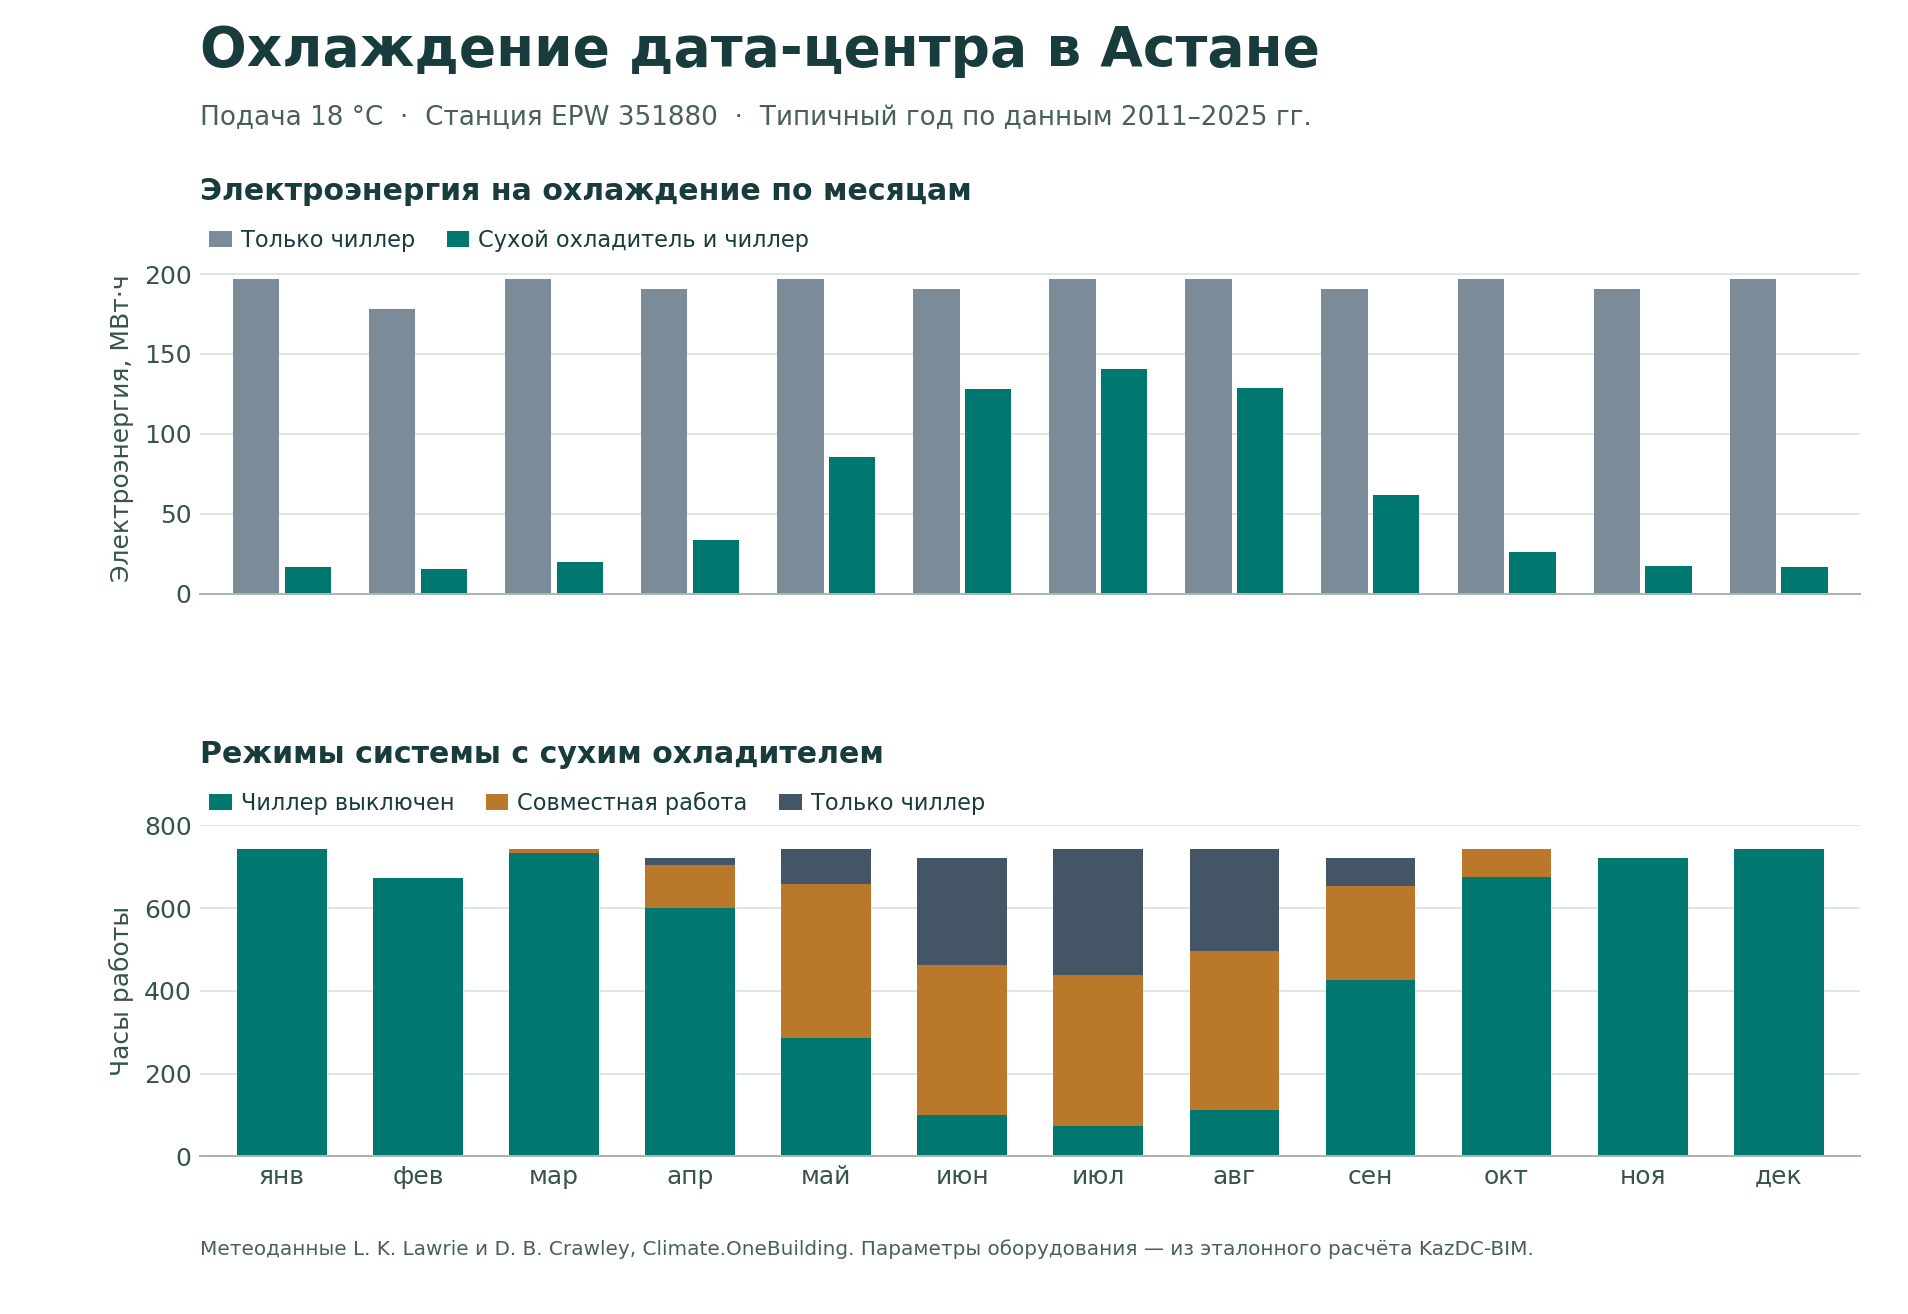 Охлаждение дата-центра в Астане
Подача 18 °C · Станция EPW 351880 · Типичный год по данным 2011–2025 гг.
Электроэнергия на охлаждение по месяцам
Только чиллер Сухой охладитель и чиллер
Электроэнергия, МВт·ч
200
150
100
50
0
Режимы системы с сухим охладителем
Чиллер выключен Совместная работа Только чиллер
Часы работы
800
600
400
200
0
янв фев мар апр май июн июл авг сен окт ноя дек
Метеоданные L. K. Lawrie и D. B. Crawley, Climate.OneBuilding. Параметры оборудования — из эталонного расчёта KazDC-BIM.